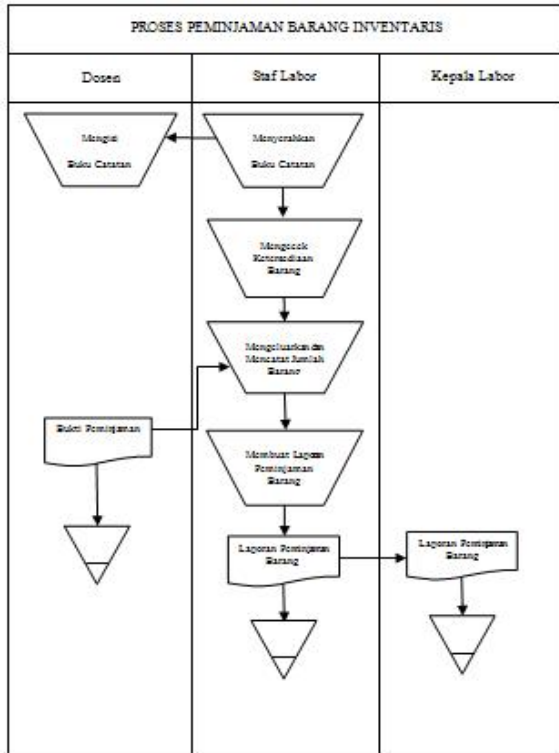 PROSES PEMINJAMAN BARANG INVENTARIS
Dosen
Staf Labor
Kepala Labor
Mengisi
Buku Catatan
Menyerahkan
Buku Catatan
Mengecek
Ketersediaan
Barang
Mengeluarkan dan
Mencatat Jumlah
Barang
Bukti Peminjaman
Membuat Laporan
Peminjaman
Barang
Laporan Peminjaman
Barang
Laporan Peminjaman
Barang